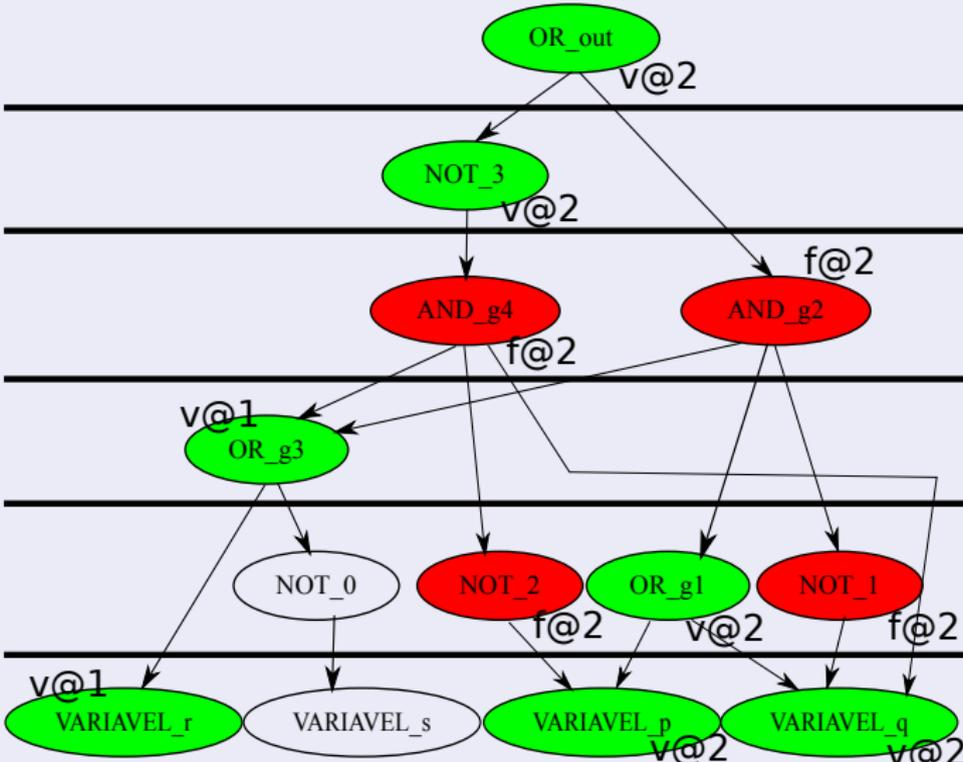 OR_out
v@2
NOT_3
v@2
f@2
AND_g4
AND_g2
f@2
v@1
OR_g3
NOT_0
NOT_2
OR_g1
NOT_1
f@2
v@2
f@2
v@1
VARIAVEL_r
VARIAVEL_s
VARIAVEL_p
VARIAVEL_q
v@2
v@2